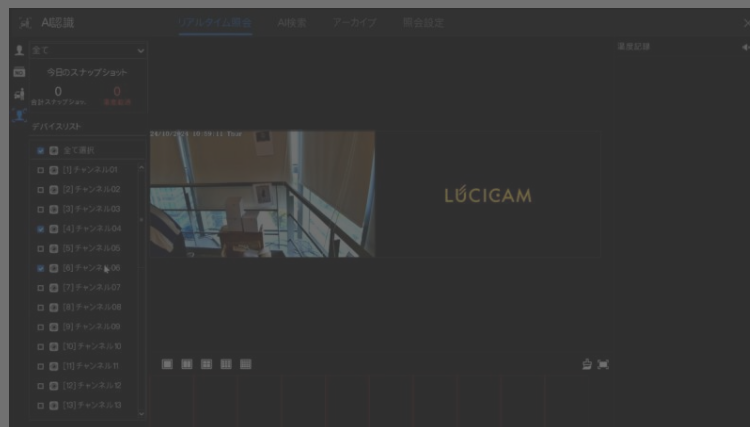 AI認識
リアルタイム照会 AI検索 アーカイブ 照会設定
全て
今日のスナップショット
0 0
デバイスリスト
全て選択
[1] チャンネル01
[2] チャンネル02
[3] チャンネル03
[4] チャンネル04
[5] チャンネル05
[6] チャンネル06
[7] チャンネル07
[8] チャンネル08
[9] チャンネル09
[10] チャンネル10
[11] チャンネル11
[12] チャンネル12
[13] チャンネル13
LUCICAM
温度記録